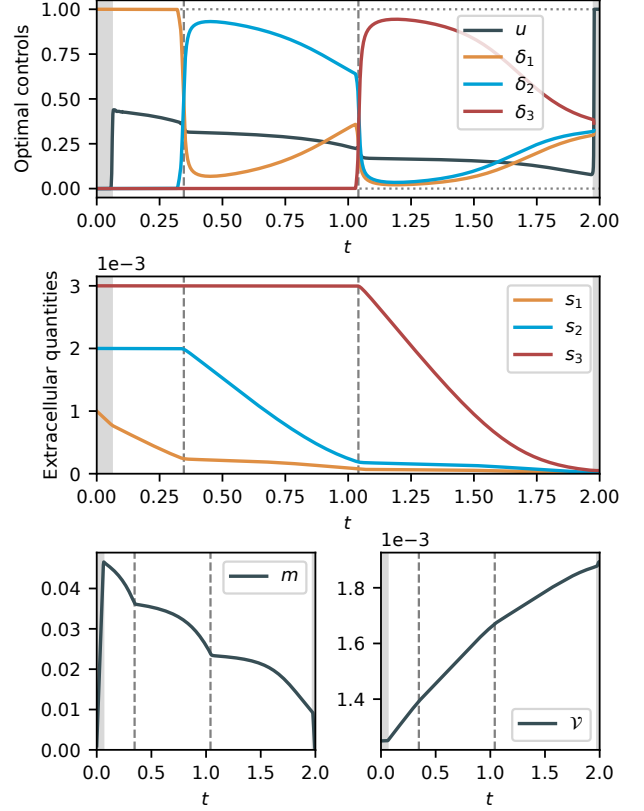 Optimal controls
1.00
0.75
0.50
0.25
0.00
u
δ1
δ2
δ3
0.00 0.25 0.50 0.75 1.00 1.25 1.50 1.75 2.00
t
1e−3
Extracellular quantities
3
2
1
0
s1
s2
s3
0.00 0.25 0.50 0.75 1.00 1.25 1.50 1.75 2.00
t
0.04
0.03
0.02
0.01
0.00
m
0.0 0.5 1.0 1.5 2.0
t
1e−3
1.8
1.6
1.4
𝒱
0.0 0.5 1.0 1.5 2.0
t